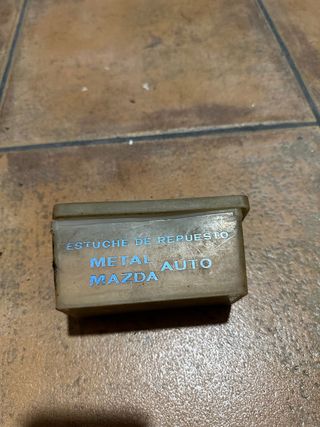 ESTUCHE DE REPUESTO
METAL AUTO
MAZDA